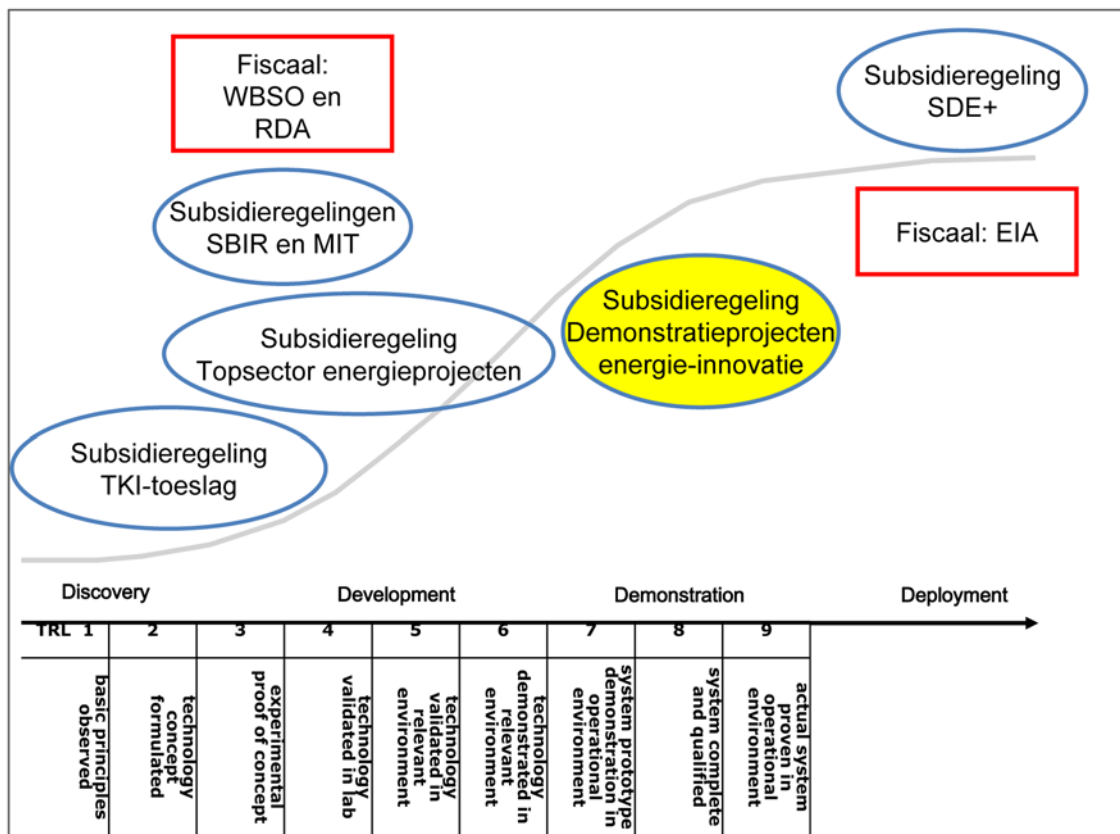 Fiscaal:
WBSO en
RDA
Subsidieregeling
SDE+
Subsidieregelingen
SBIR en MIT
Fiscaal: EIA
Subsidieregeling
Demonstratieprojecten
energie-innovatie
Subsidieregeling
Topsector energieprojecten
Subsidieregeling
TKI-toeslag
Discovery
Development
Demonstration
Deployment
TRL 1 2 3 4 5 6 7 8 9
basic principles
observed
technology
concept
formulated
experimental
proof of concept
technology
validated in lab
technology
validated in
relevant
environment
technology
demonstrated in
relevant
environment
system prototype
demonstration in
operational
environment
system complete
and qualified
actual system
proven in
operational
environment